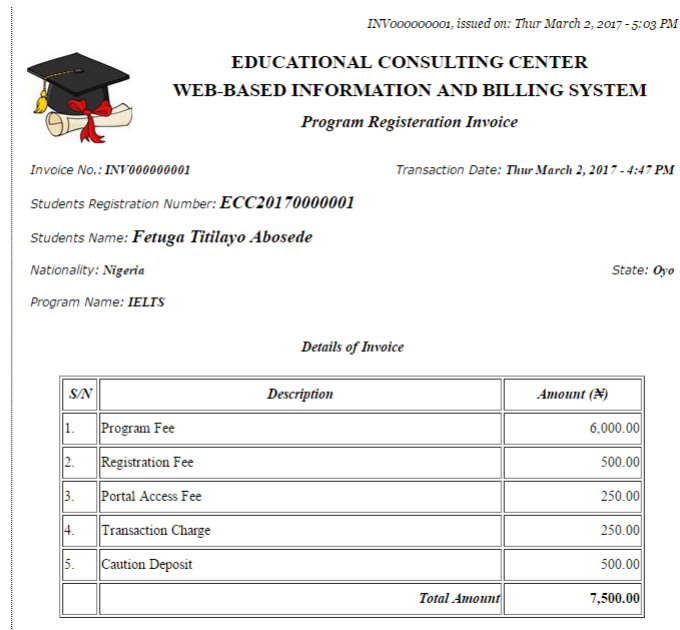 INV000000001, issued on: Thur March 2, 2017 - 5:03 PM
EDUCATIONAL CONSULTING CENTER
WEB-BASED INFORMATION AND BILLING SYSTEM
Program Registeration Invoice
Invoice No.: INV000000001 Transaction Date: Thur March 2, 2017 - 4:47 PM
Students Registration Number: ECC20170000001
Students Name: Fetuga Titilayo Abosede
Nationality: Nigeria State: Oyo
Program Name: IELTS
Details of Invoice
S/N Description Amount (₦)
1. Program Fee 6,000.00
2. Registration Fee 500.00
3. Portal Access Fee 250.00
4. Transaction Charge 250.00
5. Caution Deposit 500.00
Total Amount 7,500.00